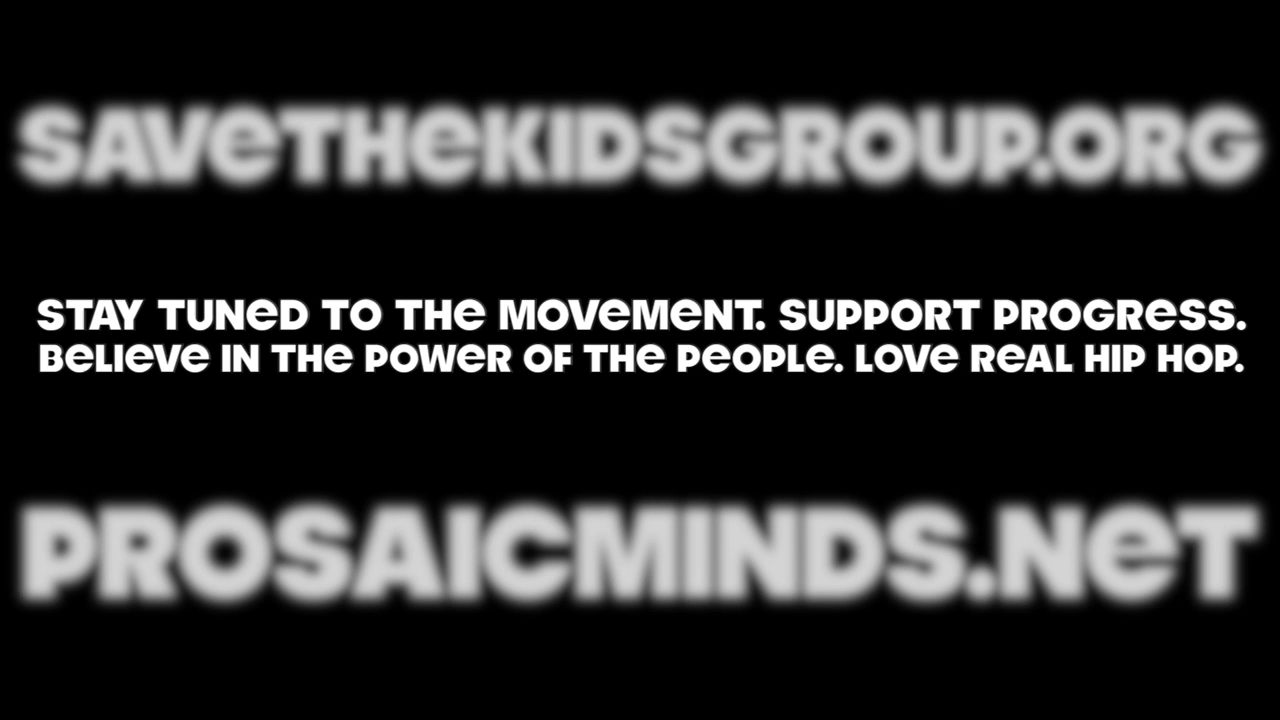 SAVeTHeKIDSGROUP.ORG
STAY TUNeD TO THe MOVeMeNT. SUPPORT PROGReSS.
BeLIeVe IN THe POWeR OF THe PeOPLe. LOVe ReAL HIP HOP.
PROSAICMINDS.NeT